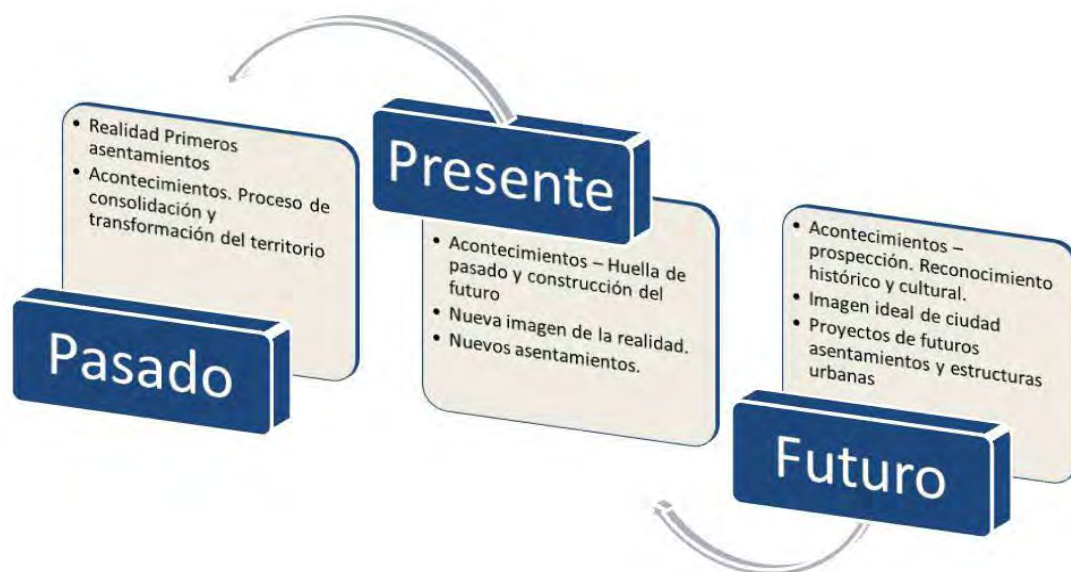 • Realidad Primeros
asentamientos
• Acontecimientos. Proceso de
consolidación y
transformación del territorio
Pasado
Presente
• Acontecimientos – Huella de
pasado y construcción del
futuro
• Nueva imagen de la realidad.
• Nuevos asentamientos.
• Acontecimientos –
prospección. Reconocimiento
histórico y cultural.
• Imagen ideal de ciudad
• Proyectos de futuros
asentamientos y estructuras
urbanas
Futuro